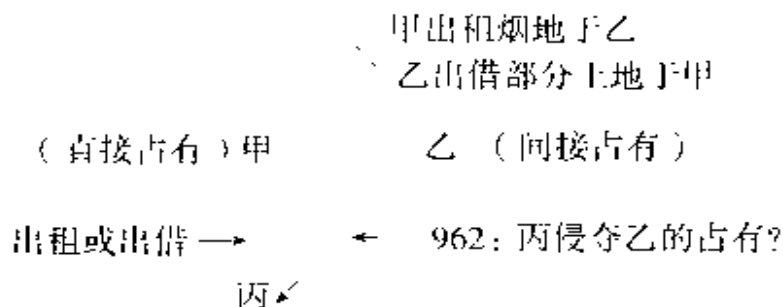 甲出租烟地于乙
乙出借部分土地于甲
（直接占有）甲 乙 （间接占有）
出租或出借 → ← 962：丙侵夺乙的占有？
丙